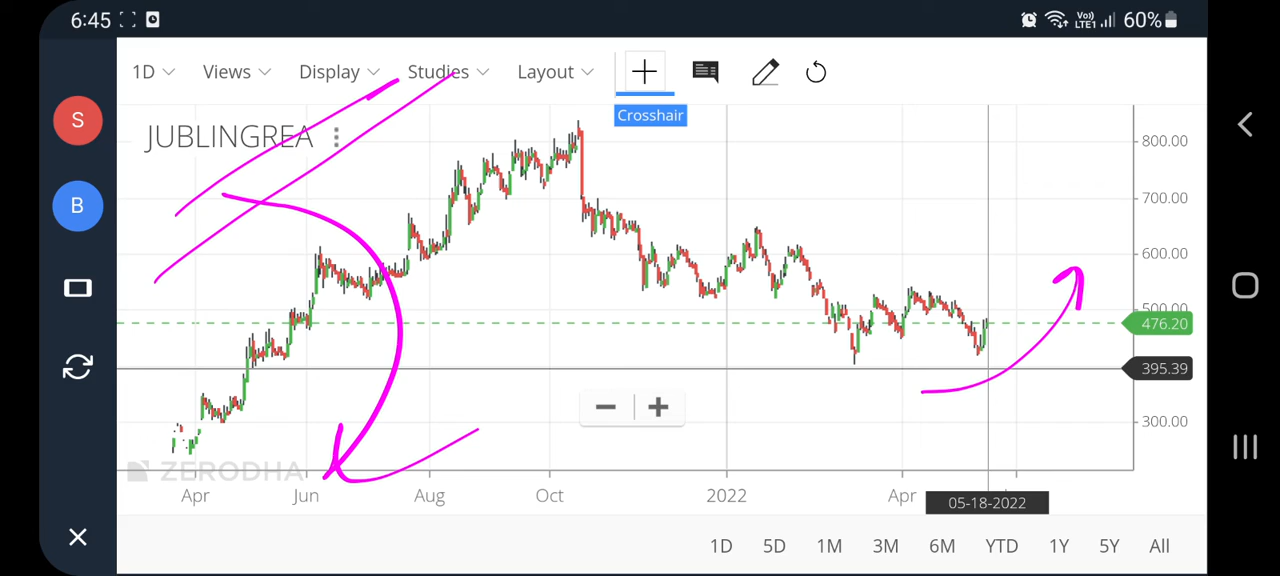 6:45 Vo) LTE1 60%
1D Views Display Studies Layout
Crosshair
S
JUBLINGREA
B
800.00
700.00
600.00
500.00
476.20
395.39
300.00
ZERODHA
Apr Jun Aug Oct 2022 Apr
05-18-2022
1D 5D 1M 3M 6M YTD 1Y 5Y All